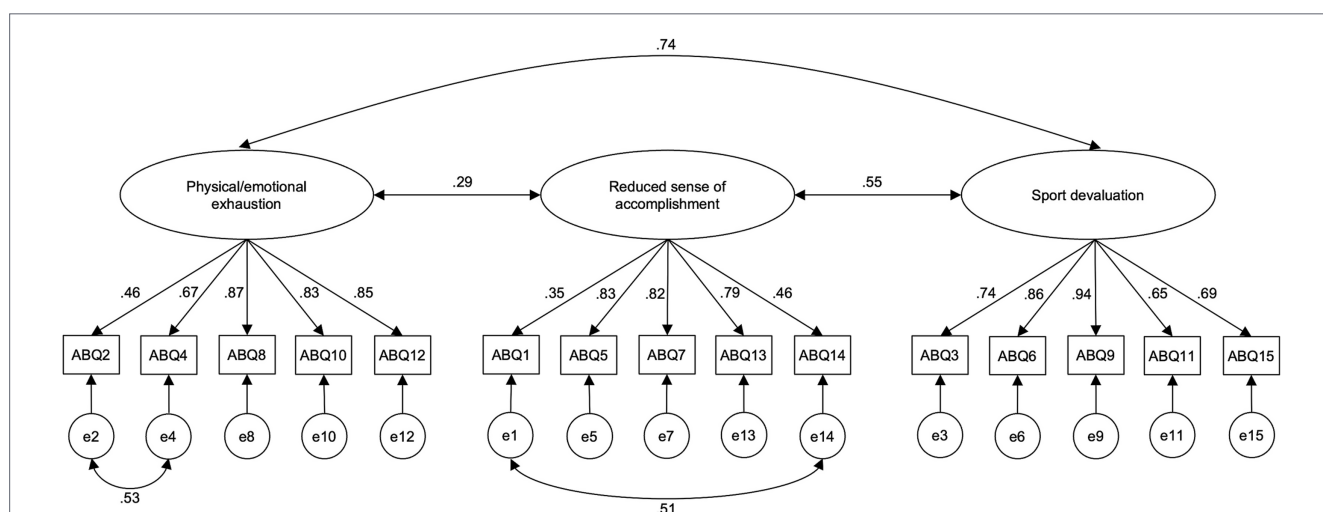 .74
Physical/emotional
exhaustion
.29
Reduced sense of
accomplishment
.55
Sport devaluation
.46 .67 .87 .83 .85
.35 .83 .82 .79 .46
.74 .86 .94 .65 .69
ABQ2 ABQ4 ABQ8 ABQ10 ABQ12
ABQ1 ABQ5 ABQ7 ABQ13 ABQ14
ABQ3 ABQ6 ABQ9 ABQ11 ABQ15
e2 e4 e8 e10 e12
e1 e5 e7 e13 e14
e3 e6 e9 e11 e15
.53
.51